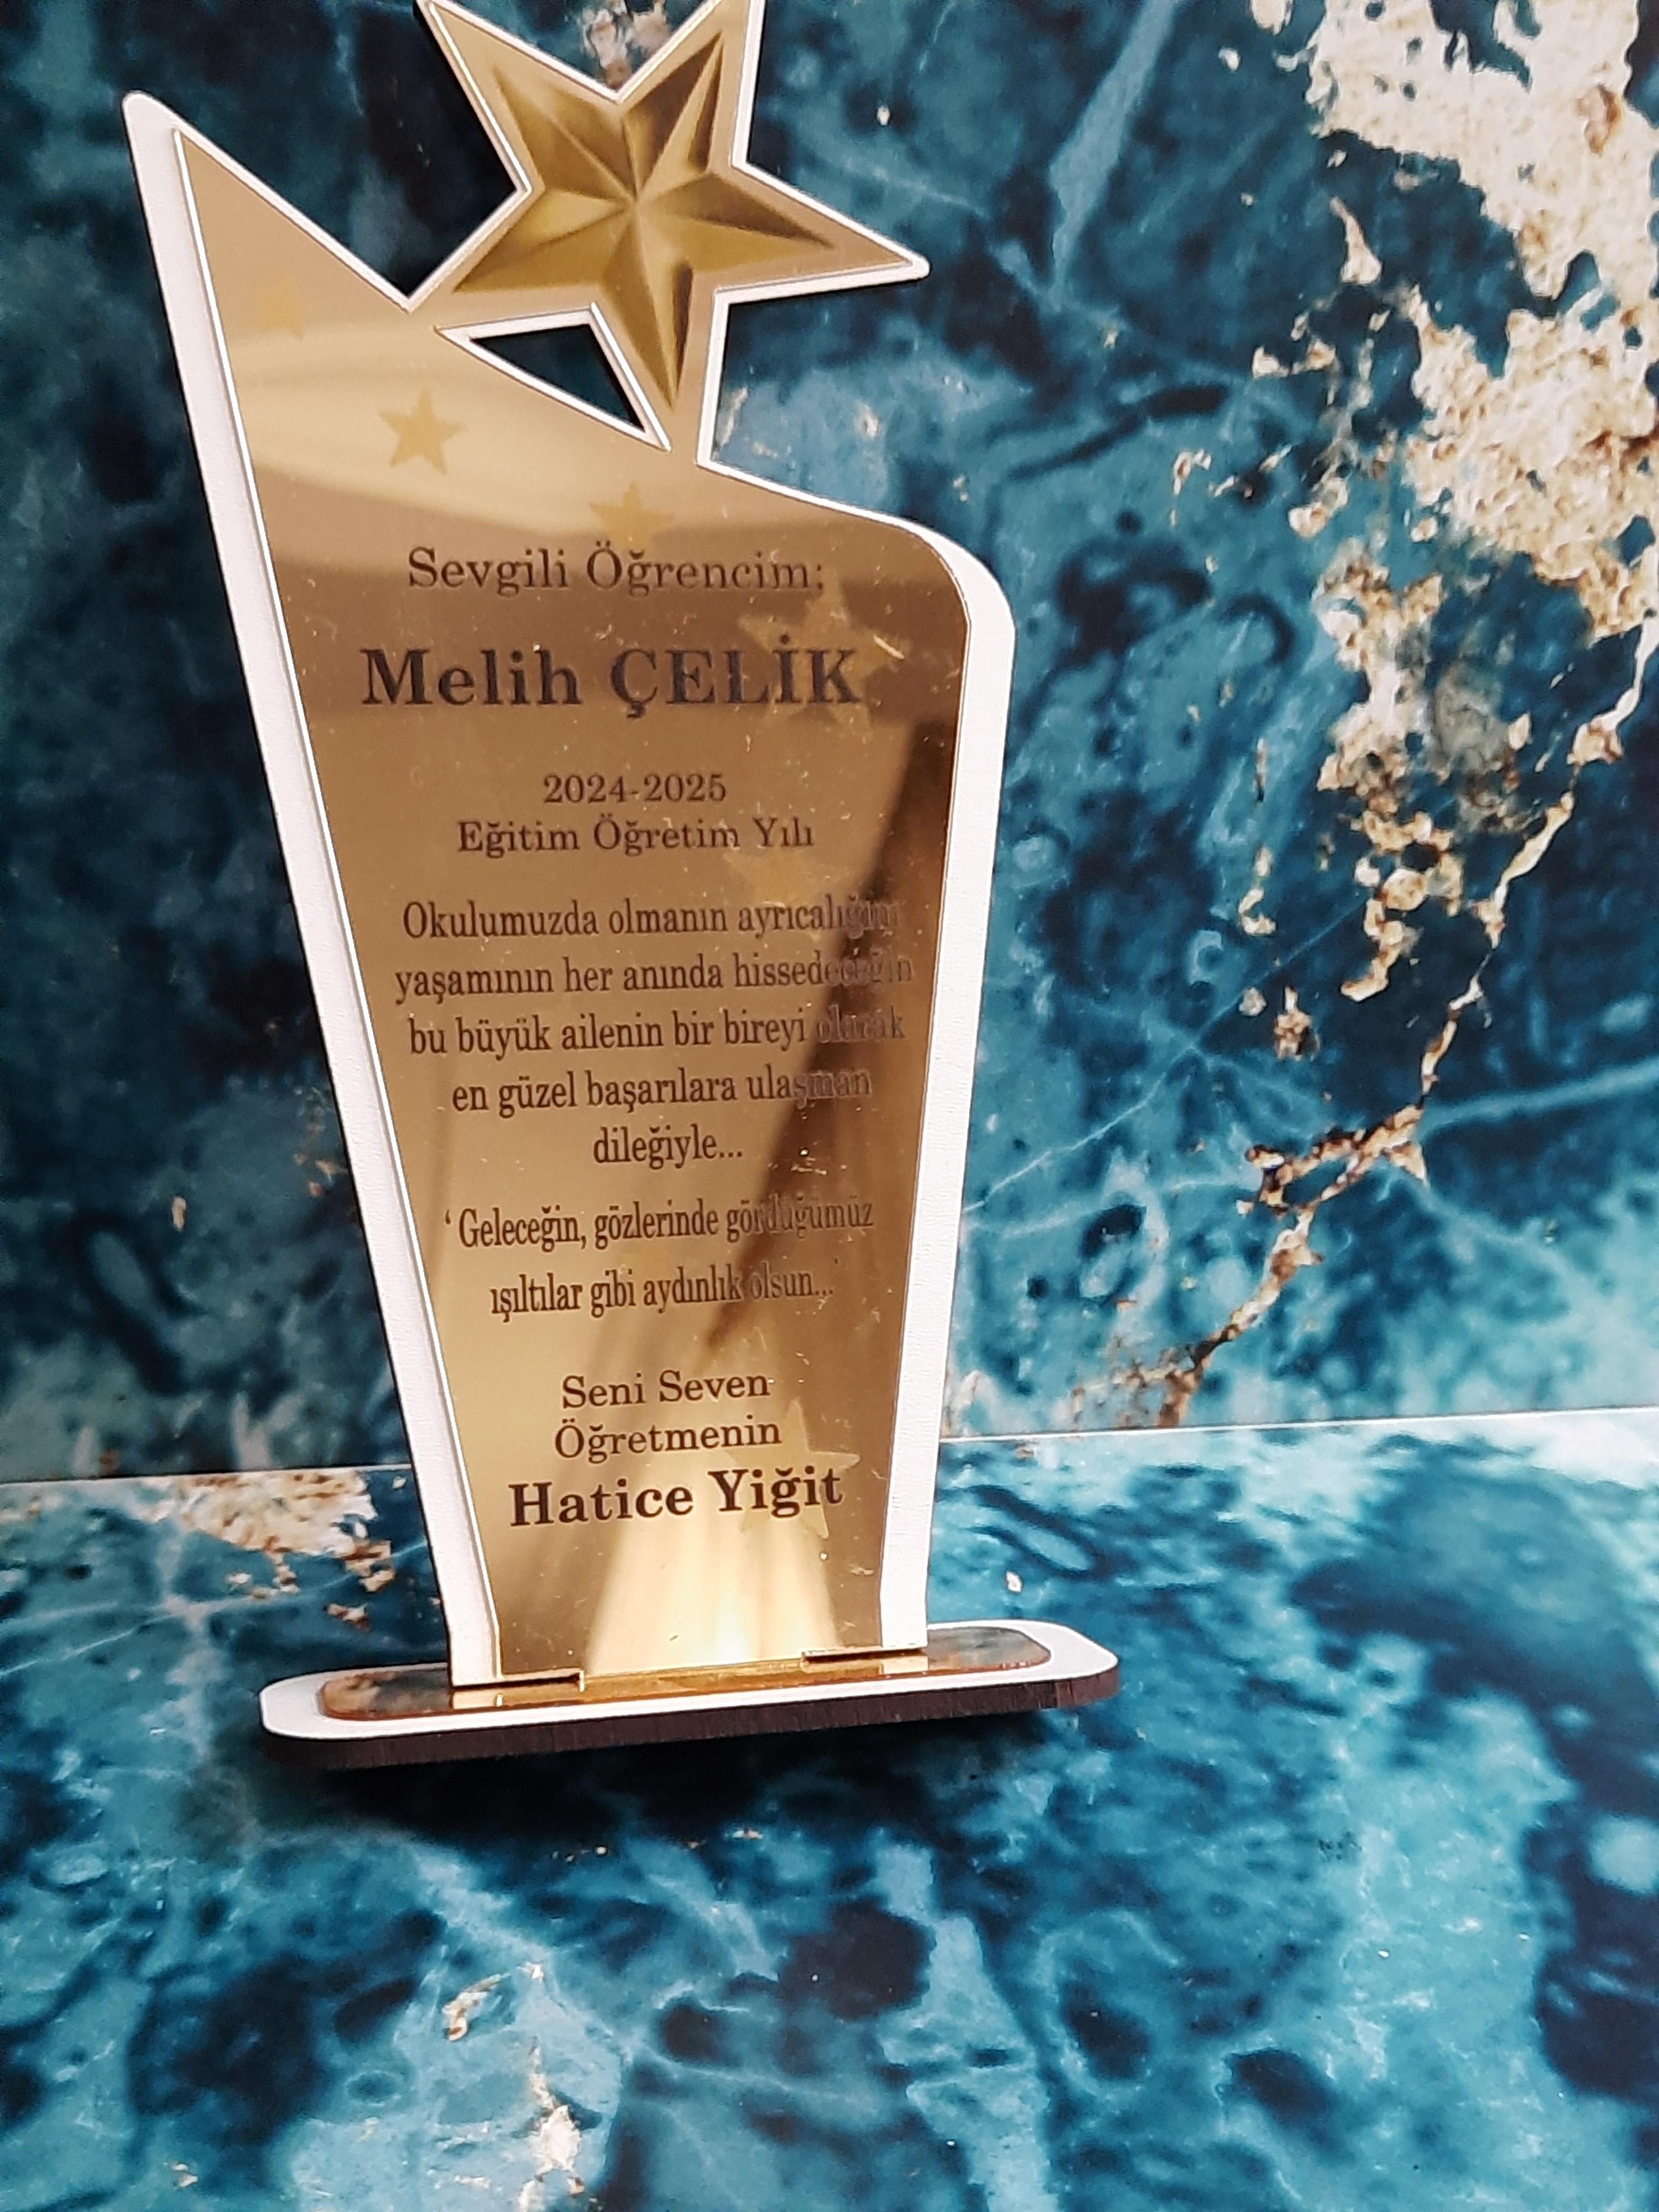 Sevgili Öğrencim;
Melih ÇELİK
2024-2025
Eğitim Öğretim Yılı
Okulumuzda olmanın ayrıcalığını
yaşamının her anında hissedeceğin
bu büyük ailenin bir bireyi olarak
en güzel başarılara ulaşman
dileğiyle...
‘ Geleceğin, gözlerinde gördüğümüz
ışıltılar gibi aydınlık olsun...’
Seni Seven
Öğretmenin
Hatice Yiğit